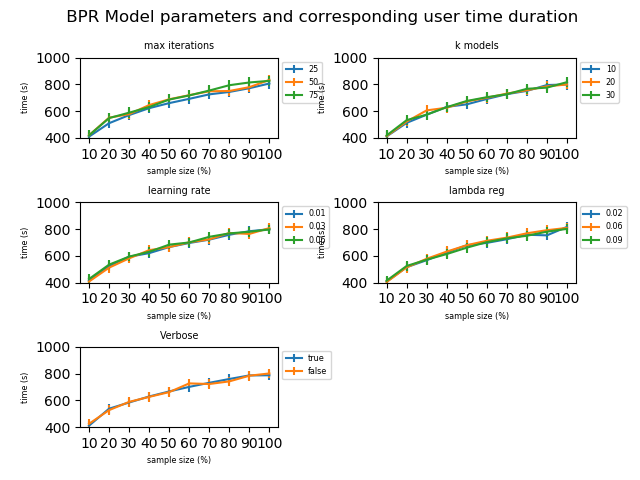 BPR Model parameters and corresponding user time duration
max iterations
1000
800
600
400
time (s)
10 20 30 40 50 60 70 80 90 100
sample size (%)
25
50
75
k models
1000
800
600
400
10 20 30 40 50 60 70 80 90 100
sample size (%)
10
20
30
learning rate
1000
800
600
400
time (s)
10 20 30 40 50 60 70 80 90 100
sample size (%)
0.01
0.03
lambda reg
1000
800
600
400
10 20 30 40 50 60 70 80 90 100
sample size (%)
0.02
0.06
0.09
Verbose
1000
800
600
400
time (s)
10 20 30 40 50 60 70 80 90 100
sample size (%)
true
false